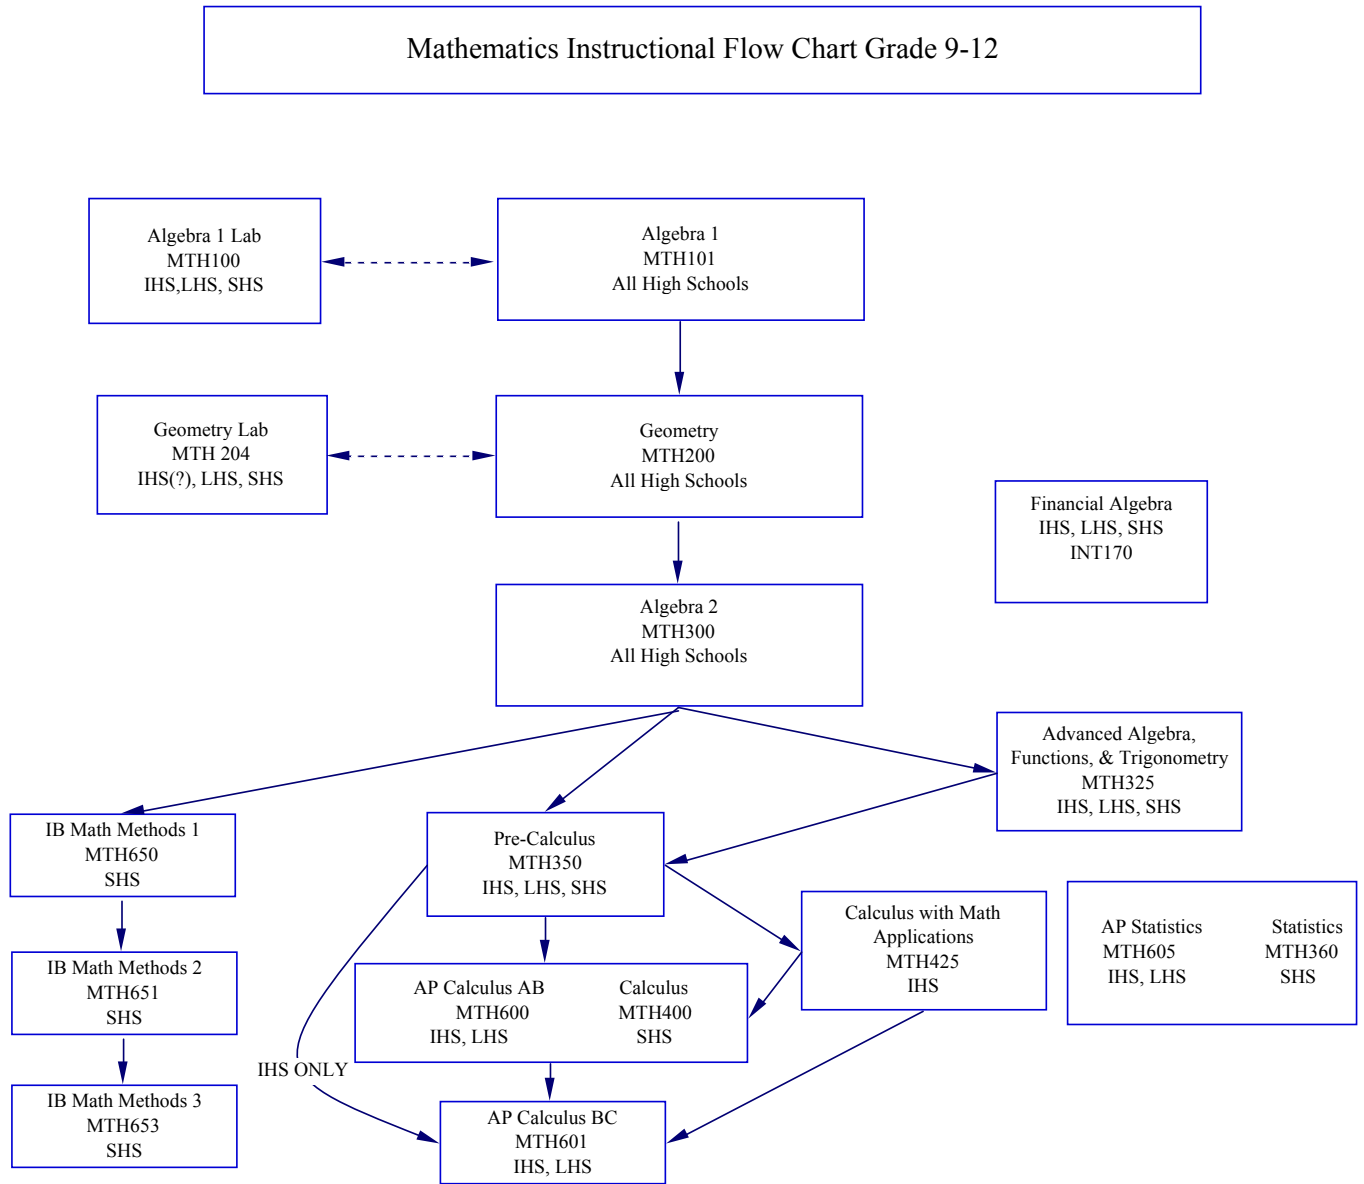 Mathematics Instructional Flow Chart Grade 9-12
Algebra 1 Lab
MTH100
IHS,LHS, SHS
Algebra 1
MTH101
All High Schools
Geometry Lab
MTH 204
IHS(?), LHS, SHS
Geometry
MTH200
All High Schools
Financial Algebra
IHS, LHS, SHS
INT170
Algebra 2
MTH300
All High Schools
Advanced Algebra,
Functions, & Trigonometry
MTH325
IHS, LHS, SHS
IB Math Methods 1
MTH650
SHS
Pre-Calculus
MTH350
IHS, LHS, SHS
Calculus with Math
Applications
MTH425
IHS
AP Statistics Statistics
MTH605 MTH360
IHS, LHS SHS
IB Math Methods 2
MTH651
SHS
AP Calculus AB Calculus
MTH600 MTH400
IHS, LHS SHS
IHS ONLY
IB Math Methods 3
MTH653
SHS
AP Calculus BC
MTH601
IHS, LHS